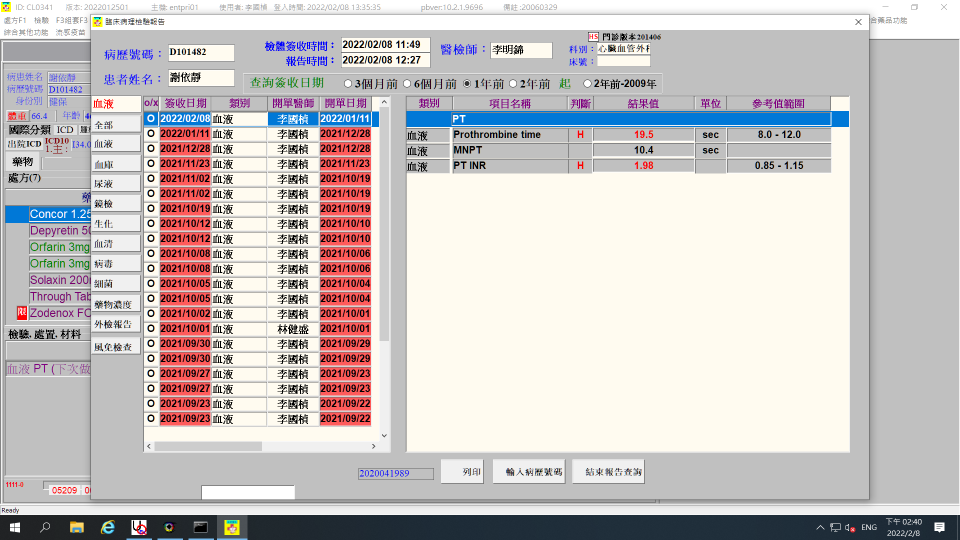 ID: CL0341 版本: 2022012501 主檔: entpri01 使用者: 李國楨 登入時間: 2022/02/08 13:35:35 pber:10.2.1.9696 備註:20060329
處方F1 檢驗 F3組套F3
綜合其他功能 流感疫苗
臨床病理檢驗報告
病歷號碼: D101482
檢體簽收時間: 2022/02/08 11:49
報告時間: 2022/02/08 12:27
醫檢師: 李明錦
HS 門診版本201406
科別: 心臟血管外科
床號:
患者姓名: 謝依靜
查詢簽收日期 3個月前 6個月前 1年前 2年前 起 2年前-2009年
病患姓名 謝依靜
病歷號碼 D101482
身份別 健保
體重 66.4 年齡
國際分類 ICD
出院ICD ICD10 1.主: I34.0
藥物
處方(7)
Concor 1.25
Depyretin 50
Orfarin 3mg
Orfarin 3mg
Solaxin 200
Through Tab
Zodenox FC
檢驗, 處置, 材料
血液 PT (下次做
1111-0
05209
血液
全部
血液
血庫
尿液
鏡檢
生化
血清
病毒
細菌
藥物濃度
外檢報告
風免檢查
o/x 簽收日期 類別 開單醫師 開單日期
O 2022/02/08 血液 李國楨 2022/01/11
O 2022/01/11 血液 李國楨 2021/12/28
O 2021/12/28 血液 李國楨 2021/12/28
O 2021/11/23 血液 李國楨 2021/11/23
O 2021/11/02 血液 李國楨 2021/10/19
O 2021/11/02 血液 李國楨 2021/10/19
O 2021/10/19 血液 李國楨 2021/10/19
O 2021/10/12 血液 李國楨 2021/10/10
O 2021/10/12 血液 李國楨 2021/10/10
O 2021/10/08 血液 李國楨 2021/10/06
O 2021/10/08 血液 李國楨 2021/10/06
O 2021/10/05 血液 李國楨 2021/10/04
O 2021/10/05 血液 李國楨 2021/10/04
O 2021/10/02 血液 李國楨 2021/10/01
O 2021/10/01 血液 林健盛 2021/10/01
O 2021/09/30 血液 李國楨 2021/09/29
O 2021/09/30 血液 李國楨 2021/09/29
O 2021/09/27 血液 李國楨 2021/09/23
O 2021/09/27 血液 李國楨 2021/09/23
O 2021/09/23 血液 李國楨 2021/09/22
O 2021/09/23 血液 李國楨 2021/09/22
類別 項目名稱 判斷 結果值 單位 參考值範圍
PT
血液 Prothrombine time H 19.5 sec 8.0 - 12.0
血液 MNPT 10.4 sec
血液 PT INR H 1.98 0.85 - 1.15
2020041989 列印 輸入病歷號碼 結束報告查詢
Ready
ENG 下午 02:40
2022/2/8